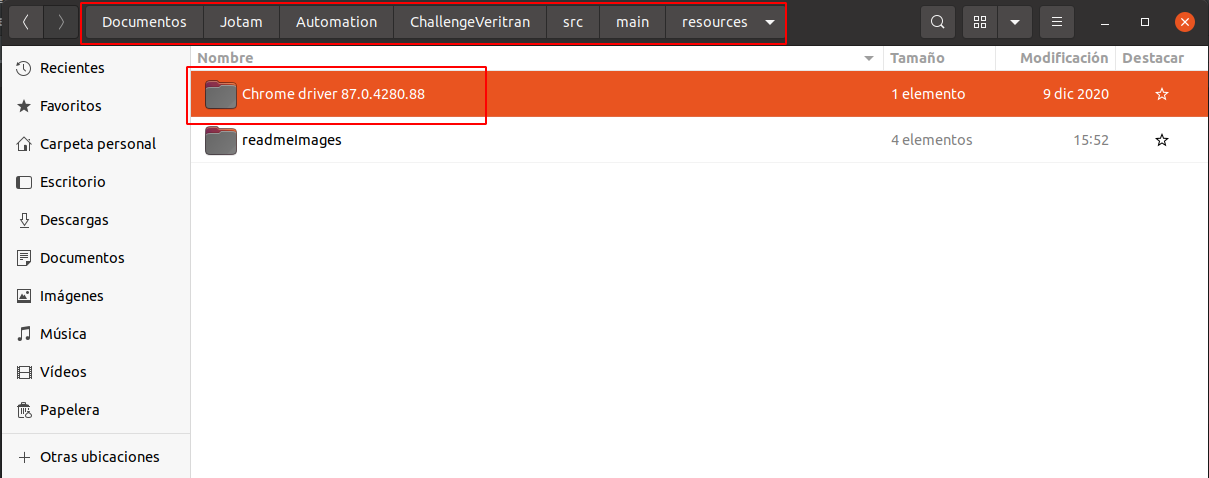 Documentos Jotam Automation ChallengeVeritran src main resources
Nombre Tamaño Modificación Destacar
Recientes
Chrome driver 87.0.4280.88 1 elemento 9 dic 2020
Favoritos
readmeImages 4 elementos 15:52
Carpeta personal
Escritorio
Descargas
Documentos
Imágenes
Música
Vídeos
Papelera
Otras ubicaciones